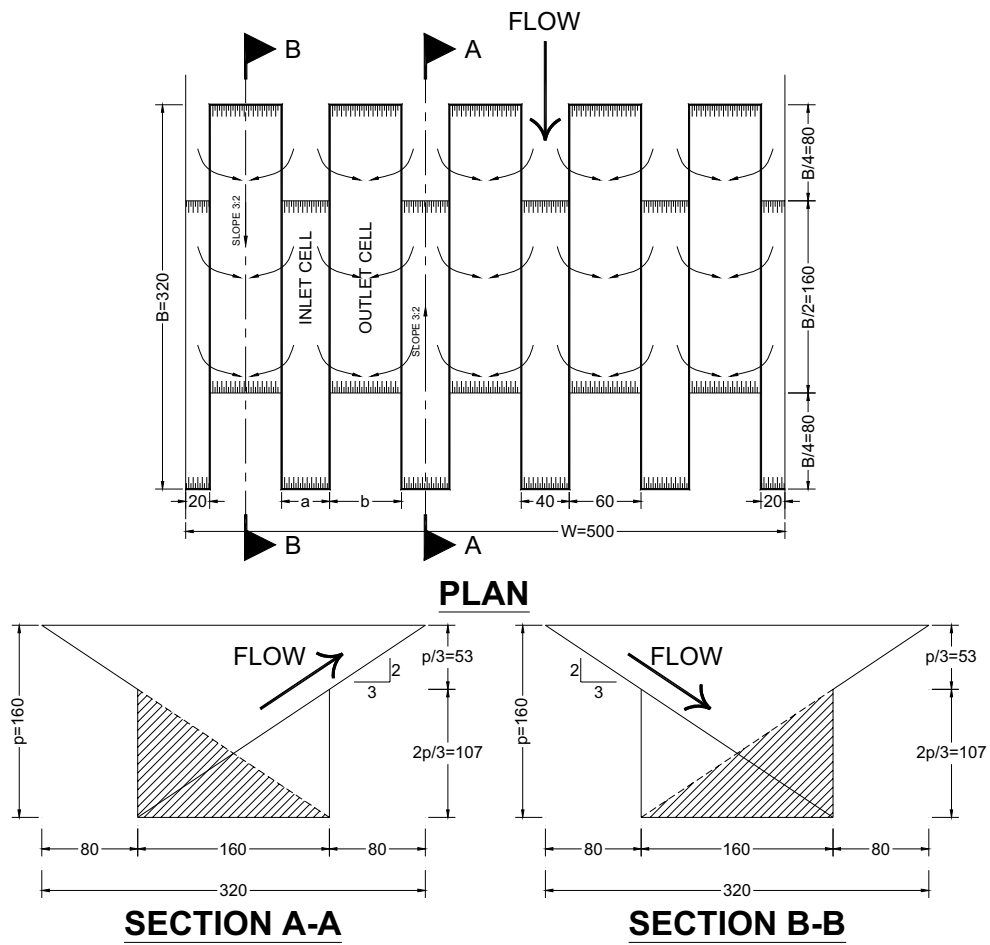 FLOW
B
A
B=320
SLOPE 3:2
INLET CELL
OUTLET CELL
SLOPE 3:2
B/4=80
B/2=160
B/4=80
20
a
b
40
60
20
W=500
B
A
PLAN
p=160
FLOW
2
3
p/3=53
2p/3=107
80
160
80
320
SECTION A-A
p=160
2
3
FLOW
p/3=53
2p/3=107
80
160
80
320
SECTION B-B